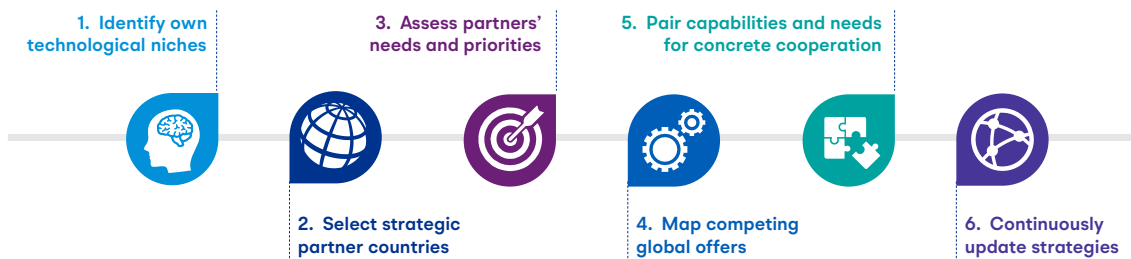 1. Identify own
technological niches
2. Select strategic
partner countries
3. Assess partners’
needs and priorities
4. Map competing
global offers
5. Pair capabilities and needs
for concrete cooperation
6. Continuously
update strategies